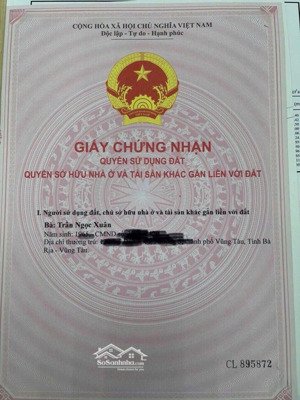 CỘNG HÒA XÃ HỘI CHỦ NGHĨA VIỆT NAM
Độc lập - Tự do - Hạnh phúc
GIẤY CHỨNG NHẬN
QUYỀN SỬ DỤNG ĐẤT
QUYỀN SỞ HỮU NHÀ Ở VÀ TÀI SẢN KHÁC GẮN LIỀN VỚI ĐẤT
I. Người sử dụng đất, chủ sở hữu nhà ở và tài sản khác gắn liền với đất
Bà: Trần Ngọc Xuân
Năm sinh: CMND
Địa chỉ thường trú: phố Vũng Tàu, Tỉnh Bà
Rịa - Vũng Tàu.
SoSanhnha.com
CL 895872